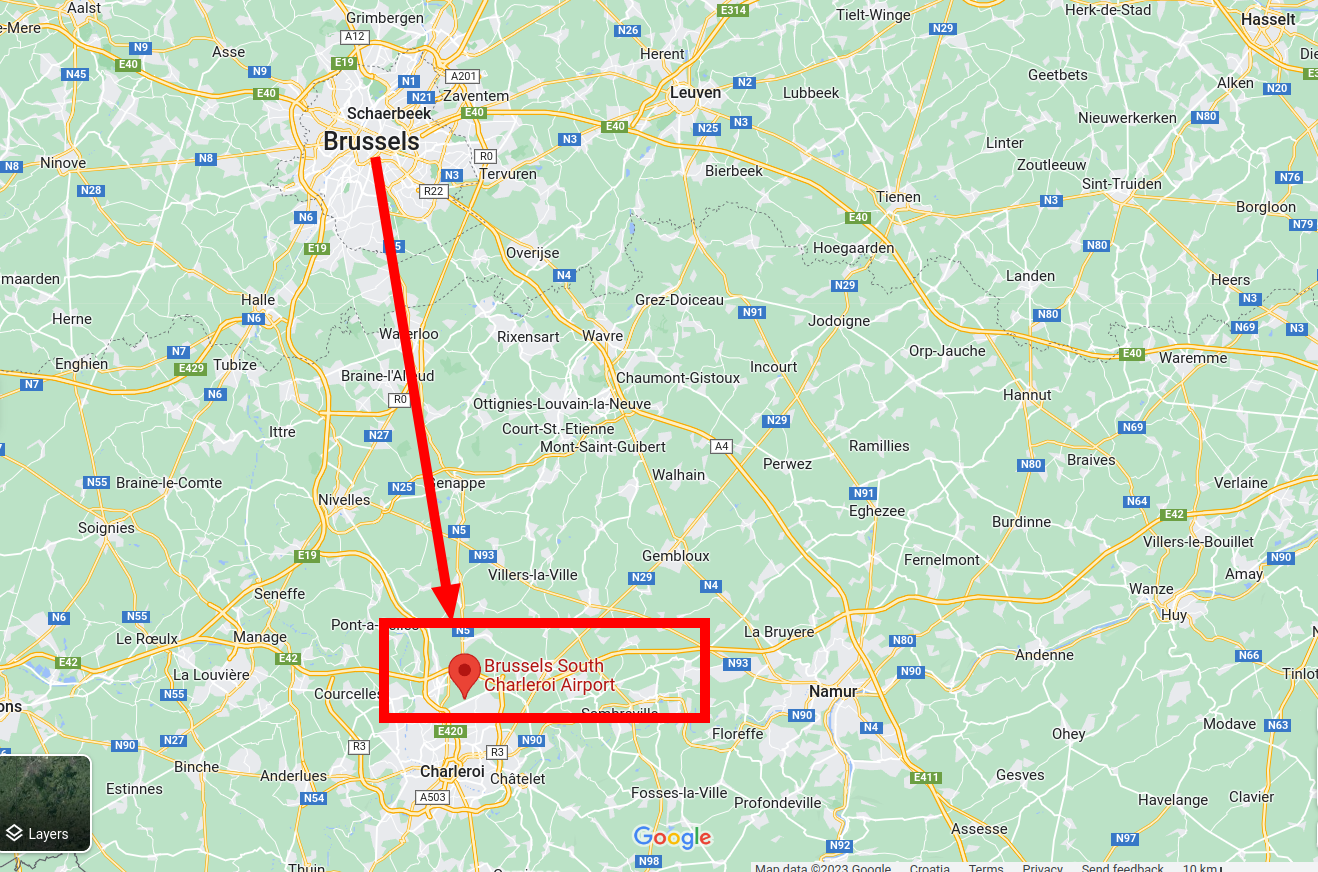 Aalst
Grimbergen
E314
Tielt-Winge
Herk-de-Stad
Hasselt
e-Mere
A12
N26
N29
N9
Asse
E19
Herent
E40
N45
N9
N1
A201
Leuven
N2
Geetbets
Alken
N20
E40
N21
Zaventem
Lubbeek
Schaerbeek
E40
N3
Nieuwerkerken
N80
Brussels
E40
N25
N3
Linter
N8
Ninove
N8
R0
Zoutleeuw
N3
Tervuren
Bierbeek
N76
N28
R22
Sint-Truiden
Tienen
N3
Borgloon
N6
E40
N79
E19
Overijse
Hoegaarden
N80
maarden
N4
Landen
Heers
N29
Halle
Grez-Doiceau
N3
Herne
N6
N91
Jodoigne
N80
N69
N3
Rixensart
Wavre
N7
Orp-Jauche
E40
Waremme
Enghien
E429
Tubize
Incourt
N7
N6
Chaumont-Gistoux
R0
Ottignies-Louvain-la-Neuve
Hannut
Ittre
N27
Court-St.-Etienne
N29
N69
Mont-Saint-Guibert
A4
Ramillies
Perwez
N80
Braives
N55
Braine-le-Comte
N25
Walhain
Verlaine
Nivelles
N91
N64
Eghezee
Burdinne
E42
Soignies
N5
E19
N93
Gembloux
Fernelmont
Villers-le-Bouillet
N90
Villers-la-Ville
N29
N4
Amay
Seneffe
Wanze
N6
N55
Huy
Le Rœulx
Manage
N5
La Bruyere
N80
E42
E42
N93
Andenne
N66
La Louvière
Brussels South
Charleroi Airport
N90
Tinlot
N55
Courcelles
Namur
N90
N4
Modave
N63
N90
N27
R3
E420
N90
R3
Floreffe
Ohey
Binche
Anderlues
Charleroi
Châtelet
E411
Gesves
Estinnes
N54
A503
Fosses-la-Ville
Profondeville
Havelange
Clavier
Layers
Google
Assesse
N97
N92
N98
Thuin
Map data ©2023 Google
Croatia
Terms
Privacy
Send feedback
10 km